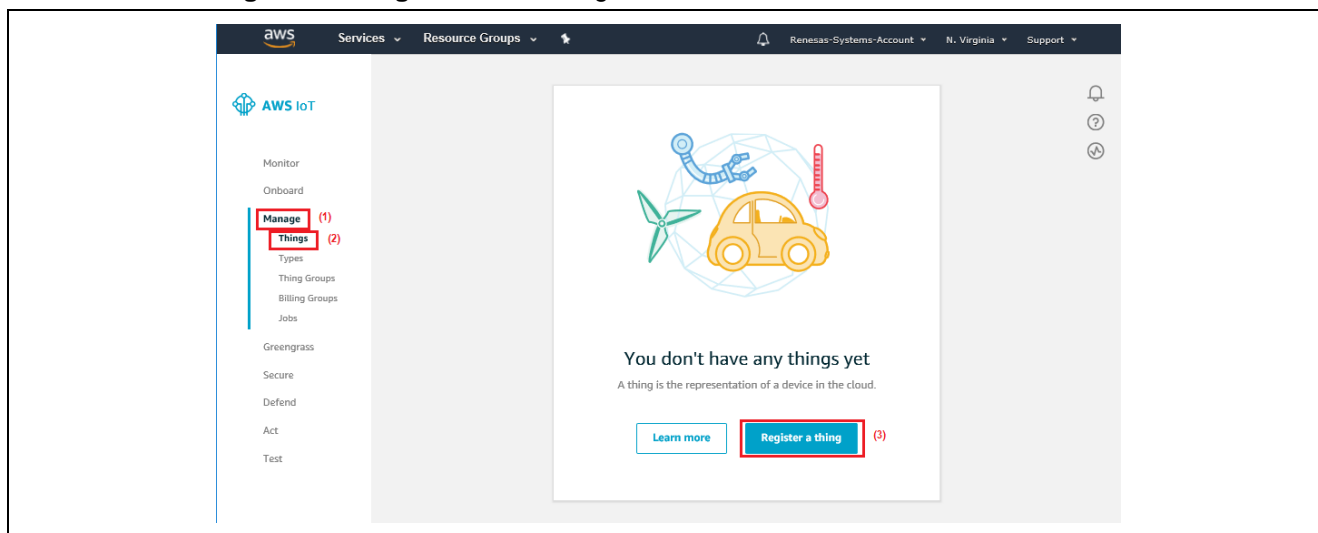 aws Services Resource Groups Renesas-Systems-Account N. Virginia Support
AWS IoT
Monitor
Onboard
Manage (1)
Things (2)
Types
Thing Groups
Billing Groups
Jobs
Greengrass
Secure
Defend
Act
Test
You don't have any things yet
A thing is the representation of a device in the cloud.
Learn more Register a thing (3)